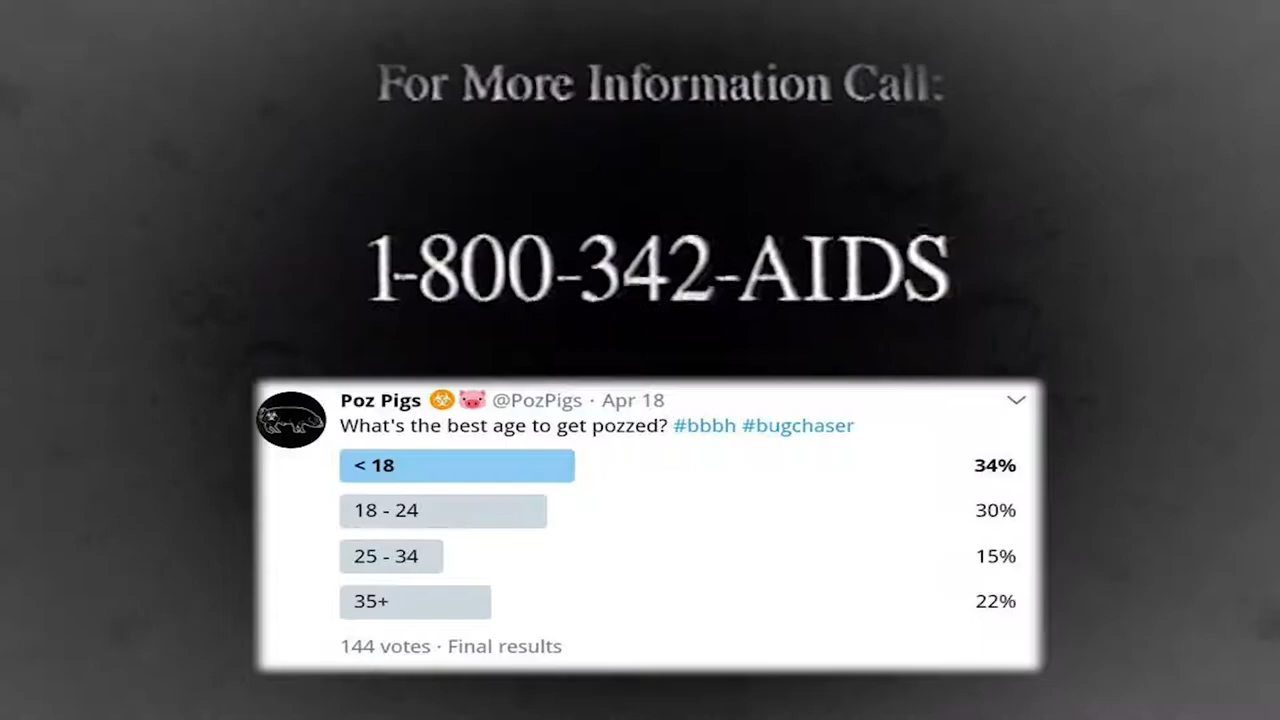 For More Information Call:
1-800-342-AIDS
Poz Pigs ☣️🐷 @PozPigs · Apr 18
What's the best age to get pozzed? #bbbh #bugchaser
< 18 34%
18 - 24 30%
25 - 34 15%
35+ 22%
144 votes · Final results